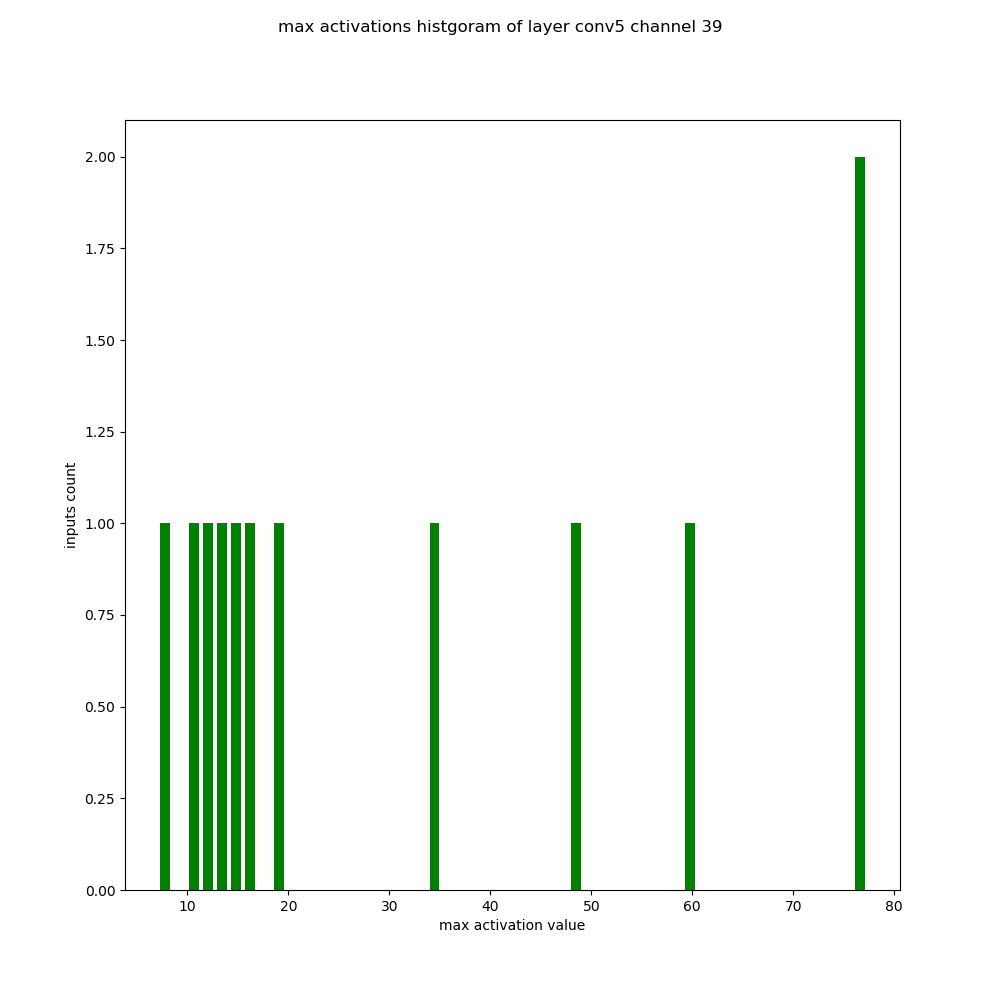 max activations histgoram of layer conv5 channel 39
2.00
1.75
1.50
1.25
1.00
0.75
0.50
0.25
0.00
inputs count
10 20 30 40 50 60 70 80
max activation value